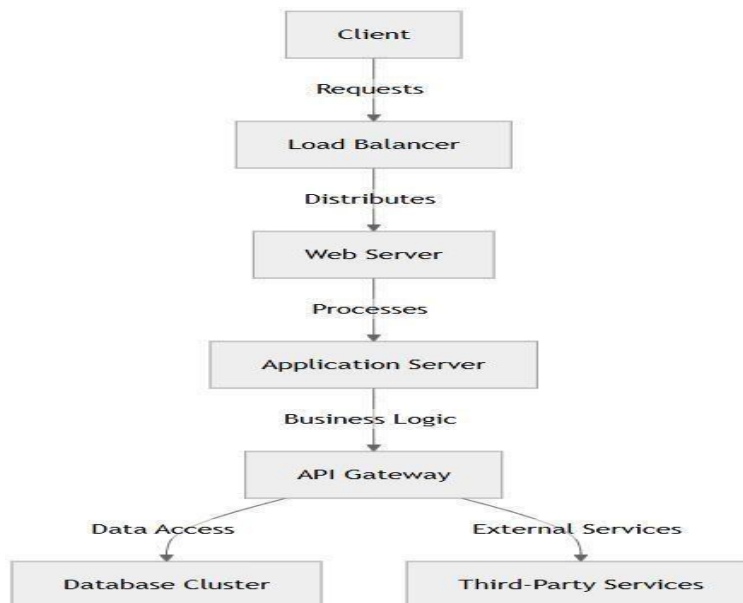 Client
Requests
Load Balancer
Distributes
Web Server
Processes
Application Server
Business Logic
API Gateway
Data Access
External Services
Database Cluster
Third-Party Services